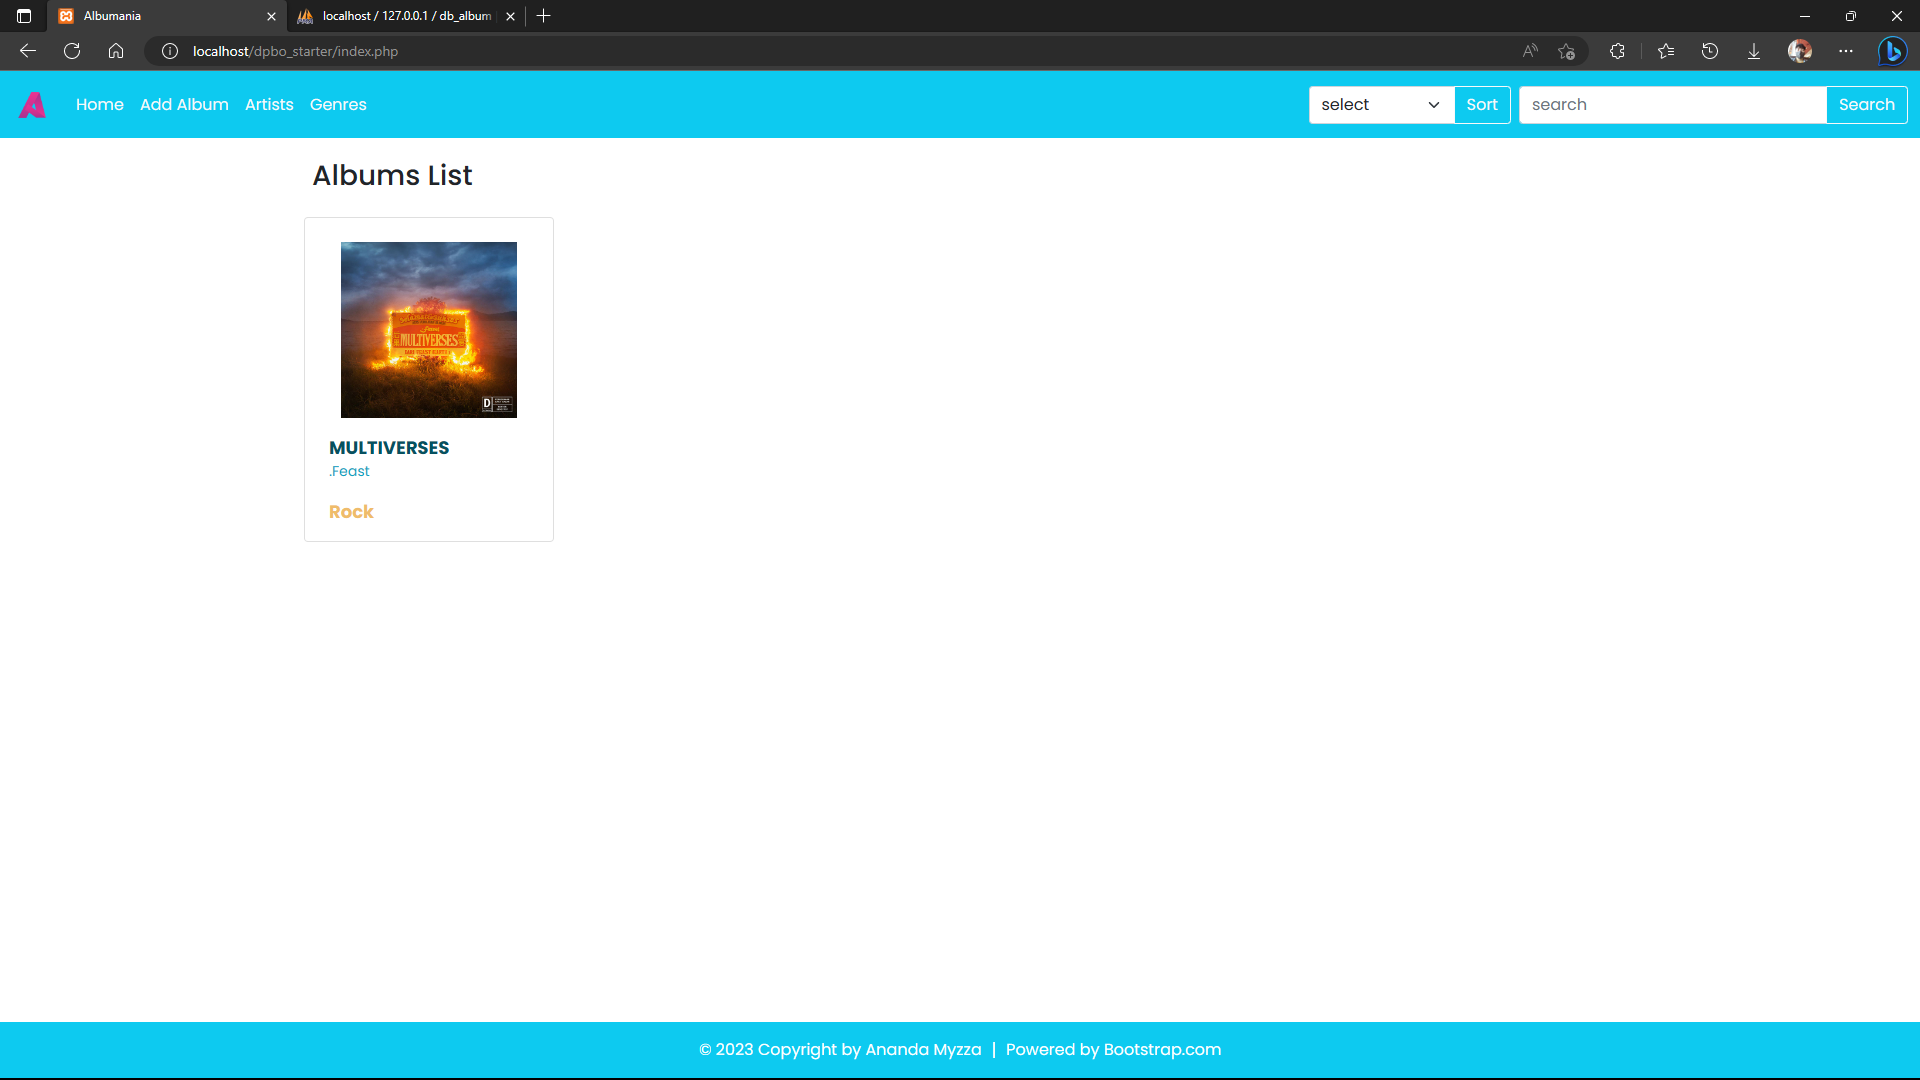 Albumania
localhost / 127.0.0.1 / db_album
localhost/dpbo_starter/index.php
Home Add Album Artists Genres select Sort search Search
Albums List
MULTIVERSES
D
MULTIVERSES
.Feast
Rock
© 2023 Copyright by Ananda Myzza | Powered by Bootstrap.com